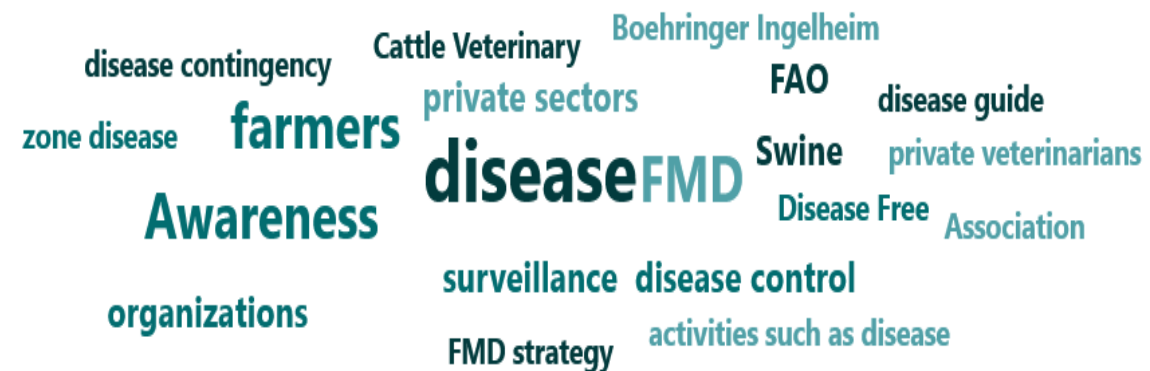 Boehringer Ingelheim
Cattle Veterinary
disease contingency
FAO
private sectors
disease guide
farmers
zone disease
Swine
private veterinarians
disease FMD
Disease Free
Awareness
Association
surveillance disease control
organizations
activities such as disease
FMD strategy